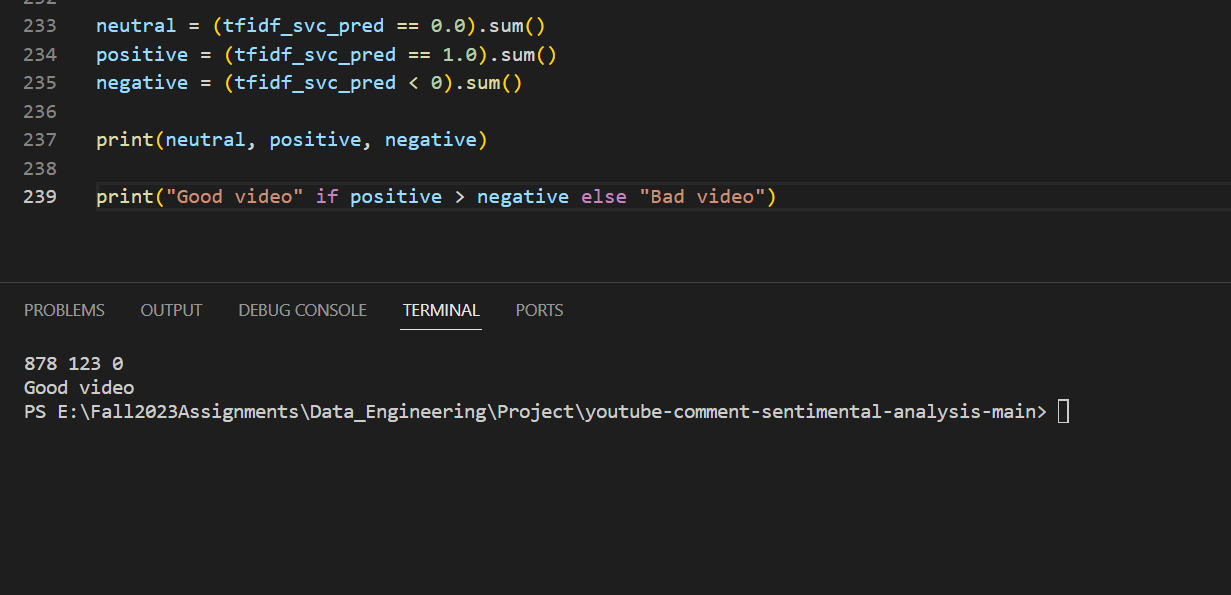 232
233 neutral = (tfidf_svc_pred == 0.0).sum()
234 positive = (tfidf_svc_pred == 1.0).sum()
235 negative = (tfidf_svc_pred < 0).sum()
236
237 print(neutral, positive, negative)
238
239 print("Good video" if positive > negative else "Bad video")
PROBLEMS OUTPUT DEBUG CONSOLE TERMINAL PORTS
878 123 0
Good video
PS E:\Fall2023Assignments\Data_Engineering\Project\youtube-comment-sentimental-analysis-main>